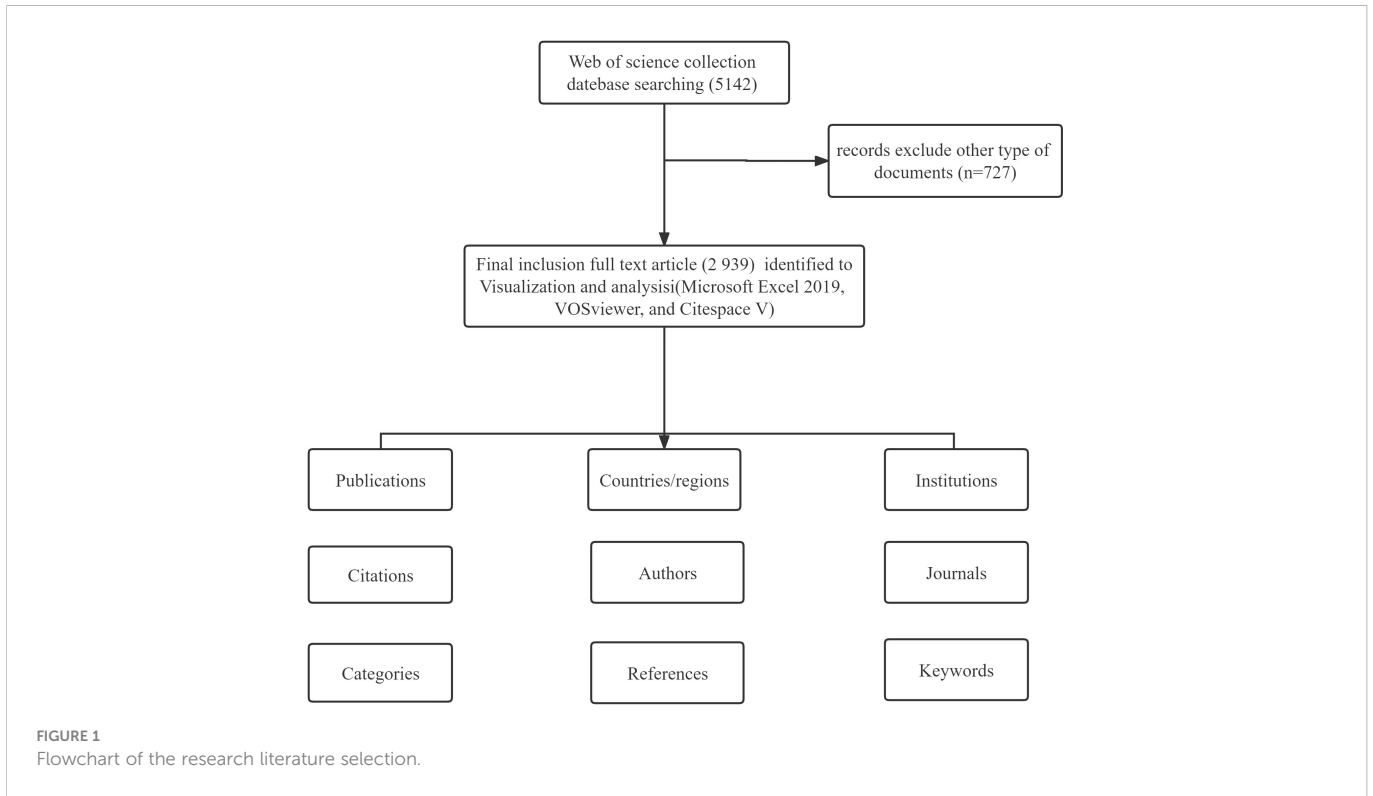 Web of science collection
datebase searching (5142)
records exclude other type of
documents (n=727)
Final inclusion full text article (2 939)  identified to
Visualization and analysisi(Microsoft Excel 2019,
VOSviewer, and Citespace V)
Publications
Countries/regions
Institutions
Citations
Authors
Journals
Categories
References
Keywords
FIGURE 1
Flowchart of the research literature selection.